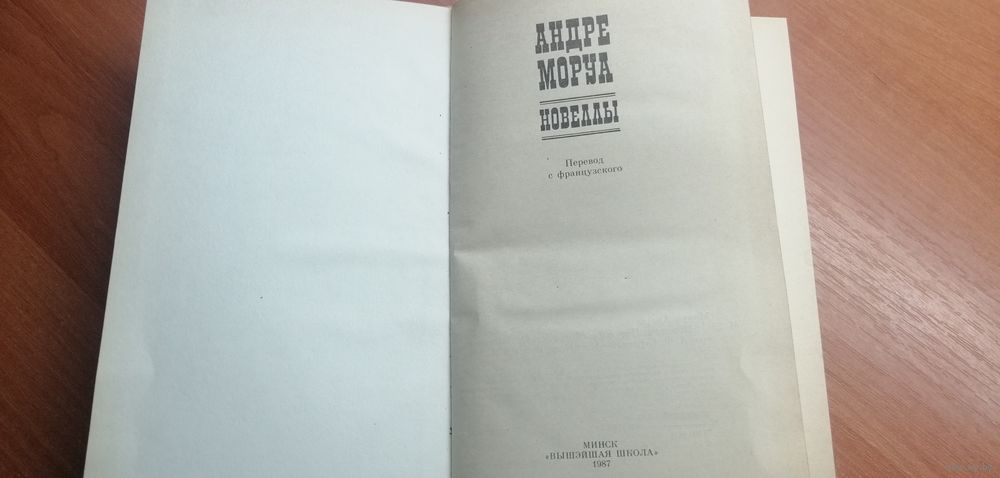 АНДРЕ
МОРУА
НОВЕЛЛЫ
Перевод
с французского
МИНСК
«ВЫШЭЙШАЯ ШКОЛА»
1987